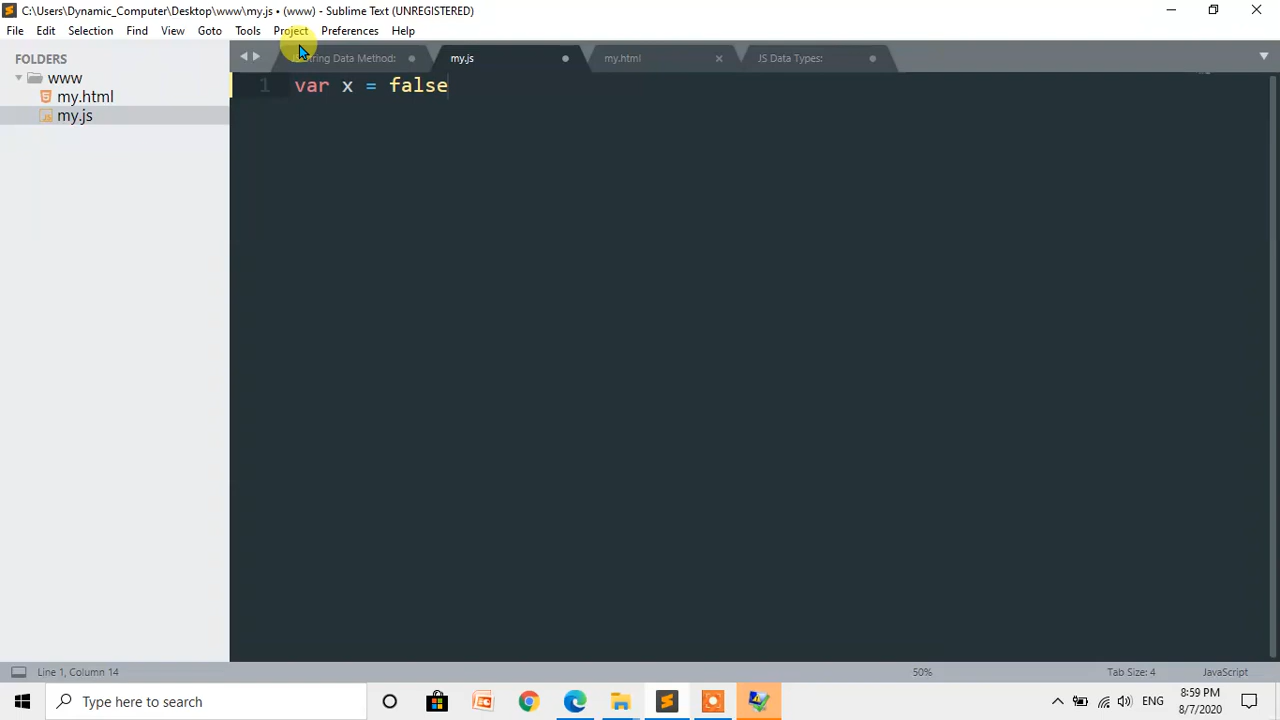 C:\Users\Dynamic_Computer\Desktop\www\my.js • (www) - Sublime Text (UNREGISTERED)
File Edit Selection Find View Goto Tools Project Preferences Help
FOLDERS
www
my.html
my.js
String Data Method:
my.js
my.html
JS Data Types:
1 var x = false
Line 1, Column 14
50%
Tab Size: 4
JavaScript
Type here to search
ENG
8:59 PM
8/7/2020